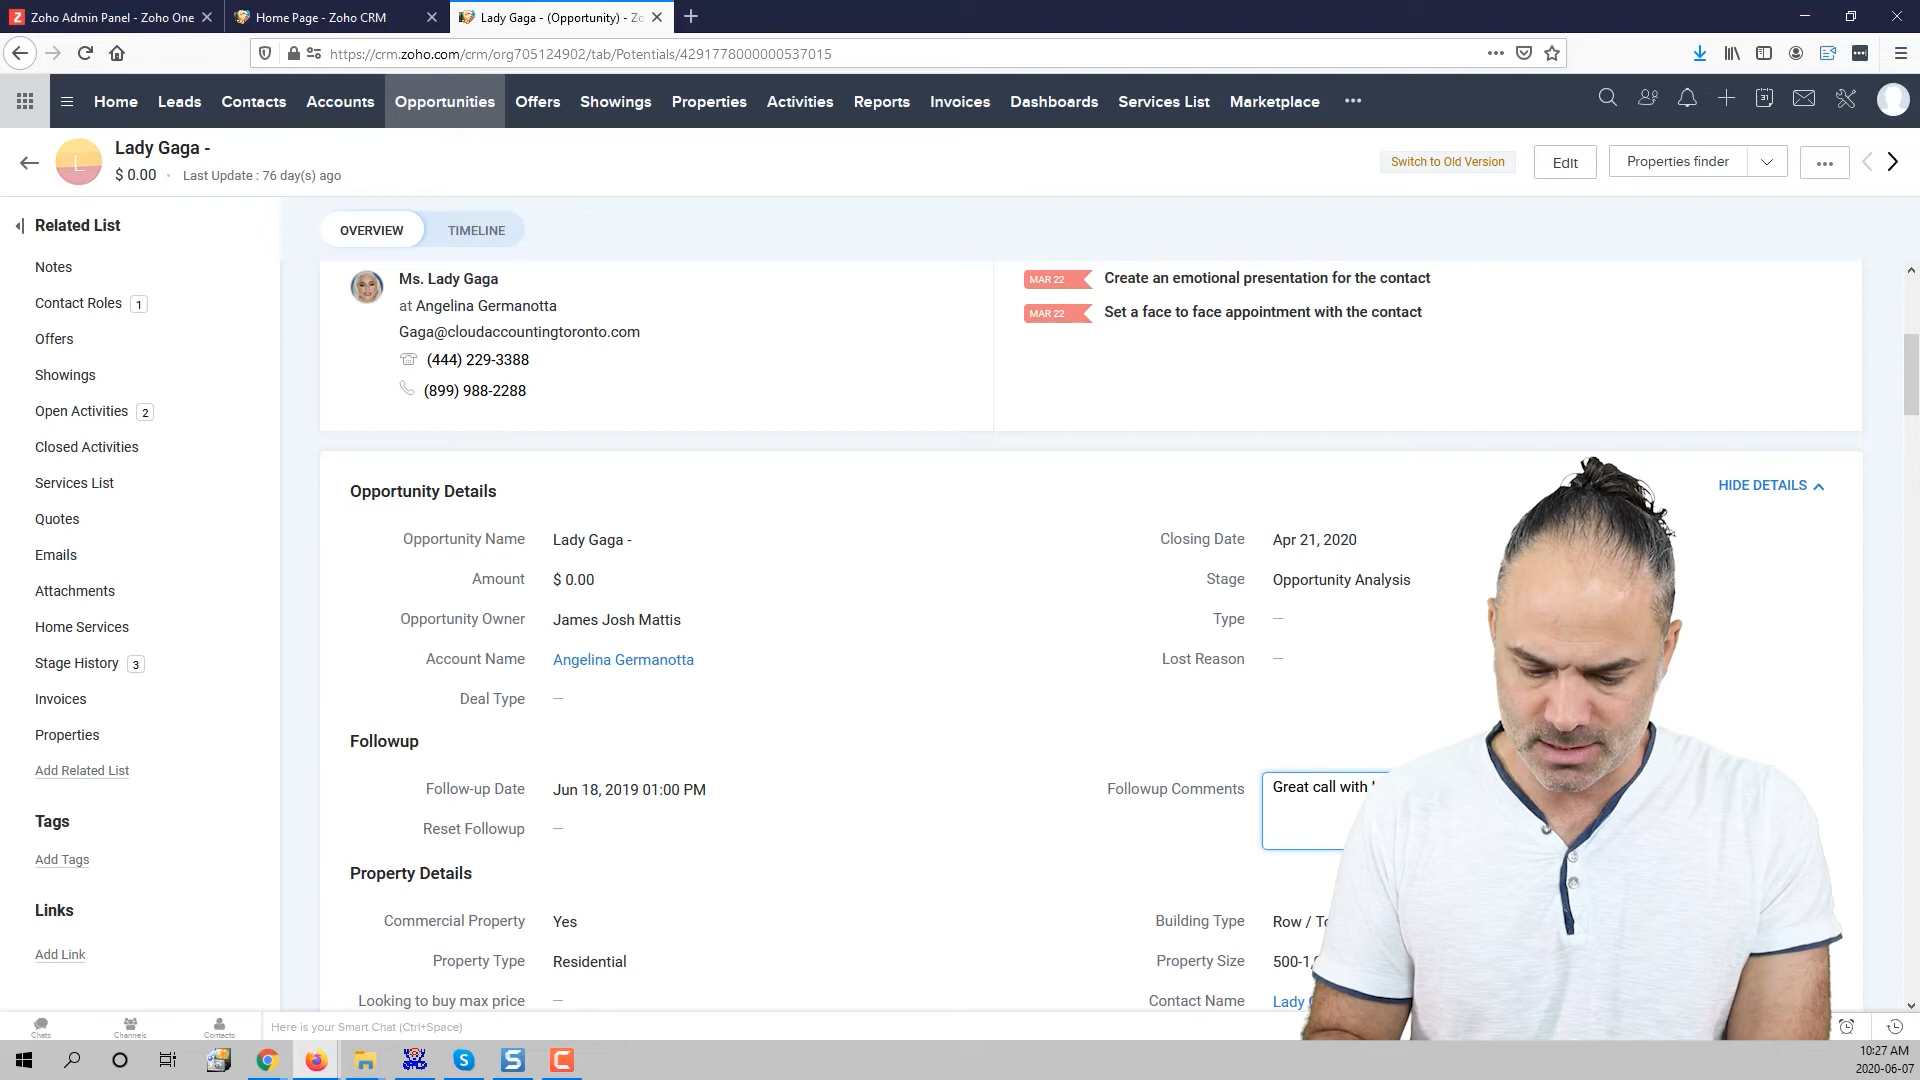 Zoho Admin Panel - Zoho One
Home Page - Zoho CRM
Lady Gaga - (Opportunity) - Zo
https://crm.zoho.com/crm/org705124902/tab/Potentials/4291778000000537015
Home Leads Contacts Accounts Opportunities Offers Showings Properties Activities Reports Invoices Dashboards Services List Marketplace
31
L
Lady Gaga -
$ 0.00 • Last Update : 76 day(s) ago
Switch to Old Version
Edit
Properties finder
Related List
Notes
Contact Roles 1
Offers
Showings
Open Activities 2
Closed Activities
Services List
Quotes
Emails
Attachments
Home Services
Stage History 3
Invoices
Properties
Add Related List
Tags
Add Tags
Links
Add Link
OVERVIEW
TIMELINE
Ms. Lady Gaga
at Angelina Germanotta
Gaga@cloudaccountingtoronto.com
(444) 229-3388
(899) 988-2288
MAR 22 Create an emotional presentation for the contact
MAR 22 Set a face to face appointment with the contact
Opportunity Details
HIDE DETAILS
Opportunity Name Lady Gaga -
Closing Date Apr 21, 2020
Amount $ 0.00
Stage Opportunity Analysis
Opportunity Owner James Josh Mattis
Type —
Account Name Angelina Germanotta
Lost Reason —
Deal Type —
Followup
Follow-up Date Jun 18, 2019 01:00 PM
Followup Comments Great call with
Reset Followup —
Property Details
Commercial Property Yes
Building Type Row / To
Property Type Residential
Property Size 500-1,
Looking to buy max price —
Contact Name Lady
Chats
Channels
Contacts
Here is your Smart Chat (Ctrl+Space)
10:27 AM
2020-06-07